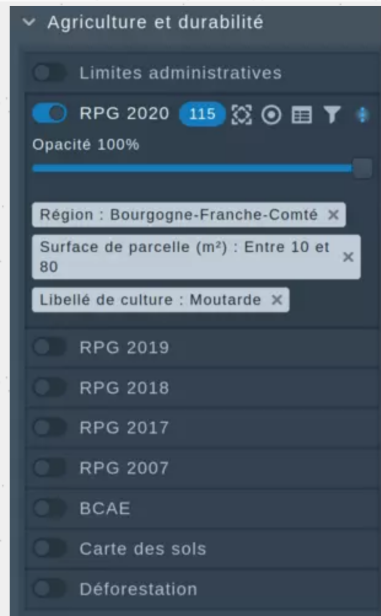 Agriculture et durabilité
Limites administratives
RPG 2020 115
Opacité 100%
Région : Bourgogne-Franche-Comté ×
Surface de parcelle (m²) : Entre 10 et
80 ×
Libellé de culture : Moutarde ×
RPG 2019
RPG 2018
RPG 2017
RPG 2007
BCAE
Carte des sols
Déforestation